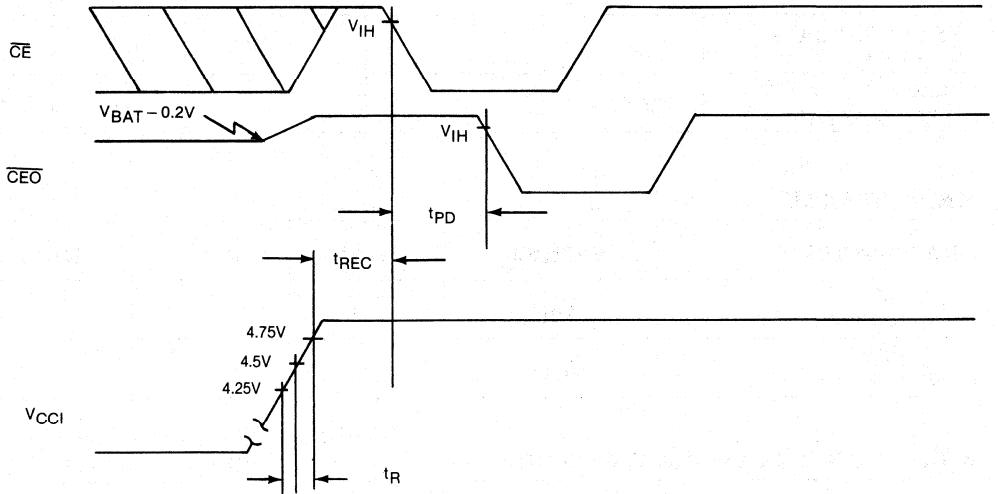 CE
VIH
VBAT – 0.2V
VIH
CEO
tPD
tREC
4.75V
4.5V
4.25V
VCCI
tR